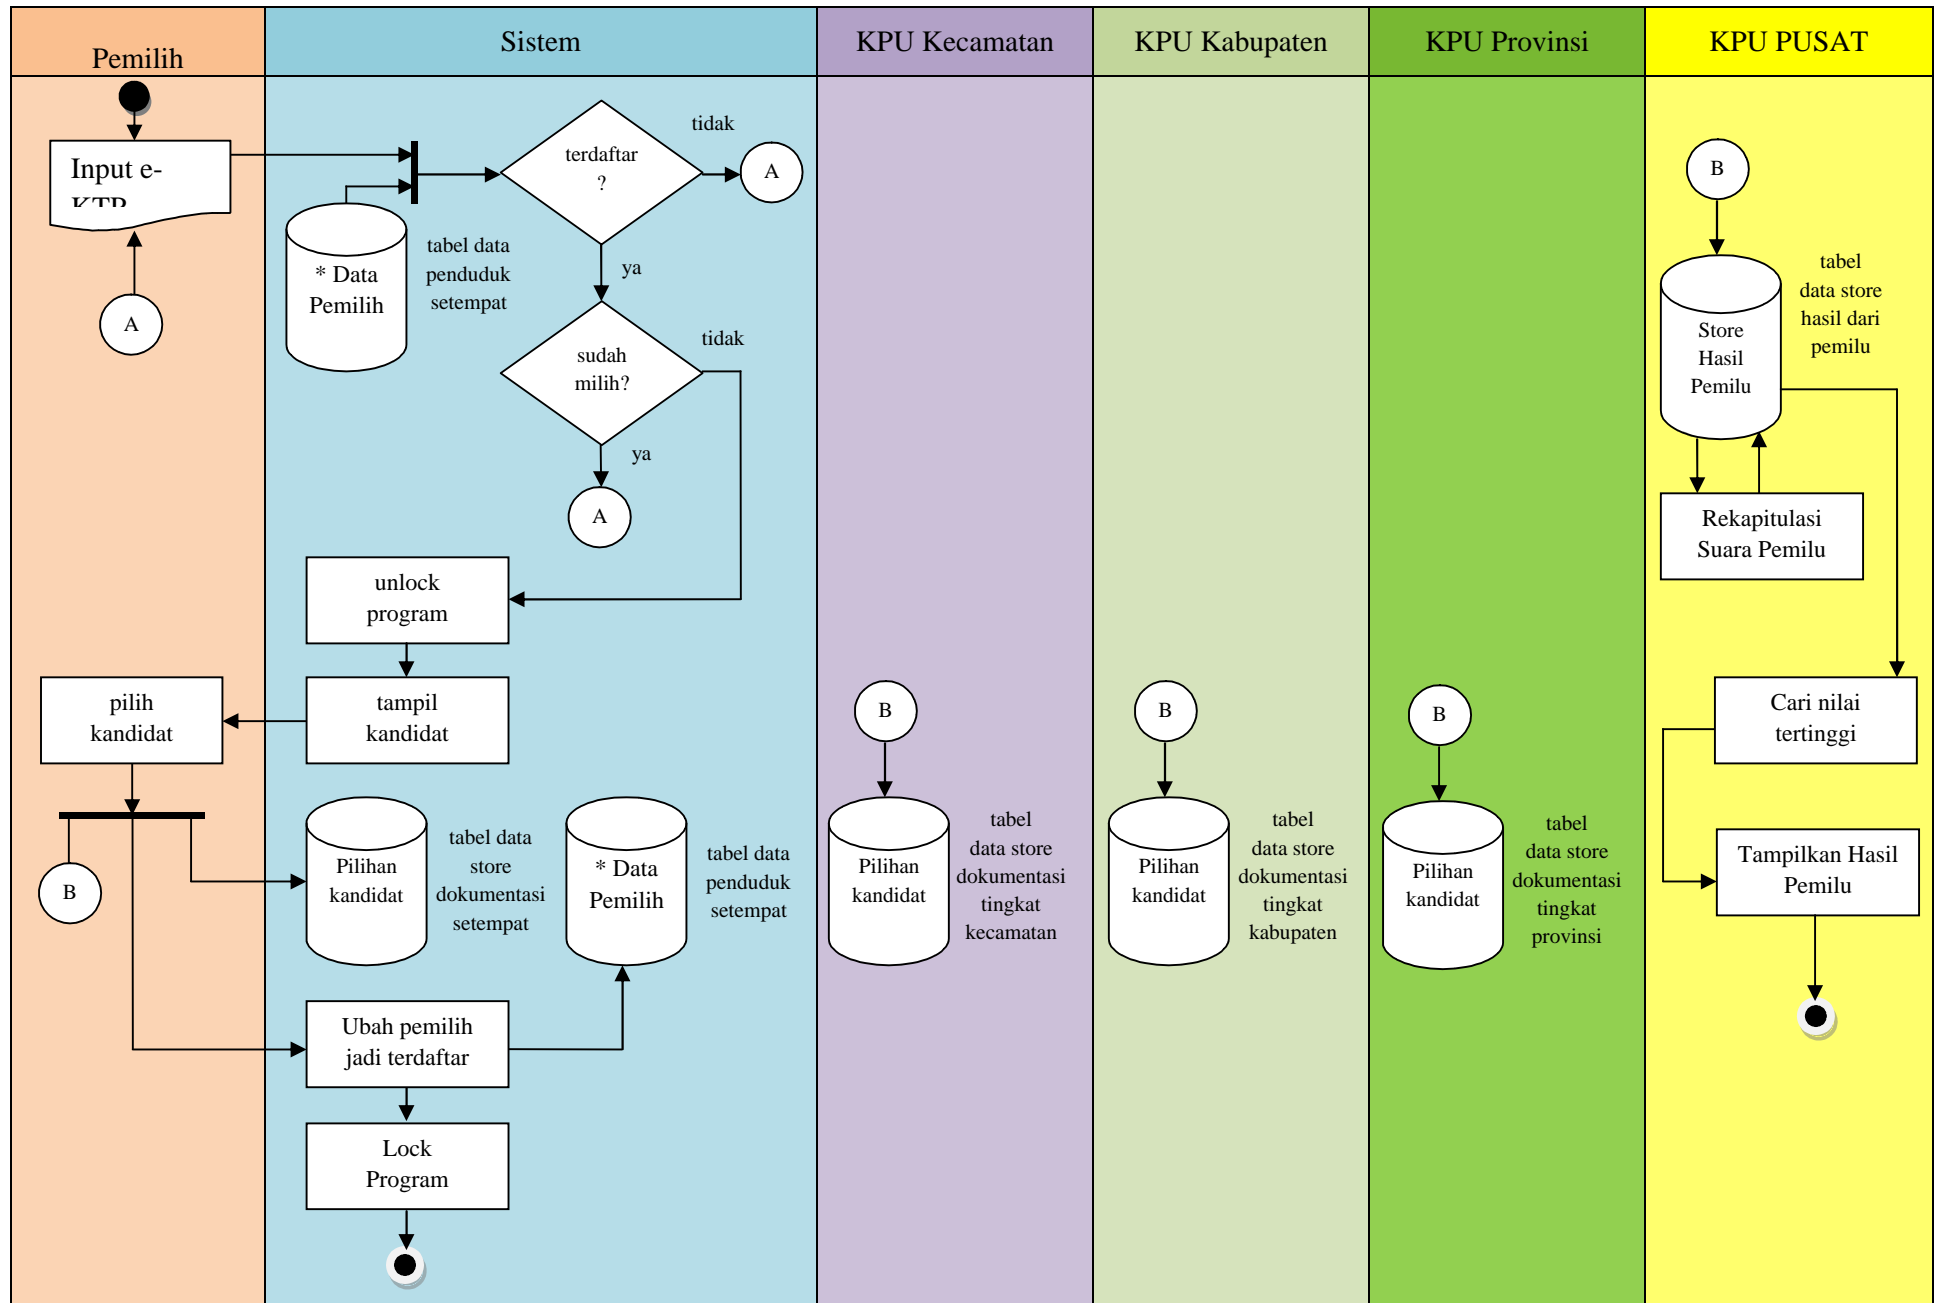 Pemilih
Sistem
KPU Kecamatan
KPU Kabupaten
KPU Provinsi
KPU PUSAT
Input e-
KTP
A
* Data
Pemilih
tabel data
penduduk
setempat
terdaftar
?
tidak
A
ya
sudah
milih?
tidak
ya
A
unlock
program
tampil
kandidat
pilih
kandidat
B
Pilihan
kandidat
tabel data
store
dokumentasi
setempat
* Data
Pemilih
tabel data
penduduk
setempat
Ubah pemilih
jadi terdaftar
Lock
Program
B
Pilihan
kandidat
tabel
data store
dokumentasi
tingkat
kecamatan
B
Pilihan
kandidat
tabel
data store
dokumentasi
tingkat
kabupaten
B
Pilihan
kandidat
tabel
data store
dokumentasi
tingkat
provinsi
B
Store
Hasil
Pemilu
tabel
data store
hasil dari
pemilu
Rekapitulasi
Suara Pemilu
Cari nilai
tertinggi
Tampilkan Hasil
Pemilu